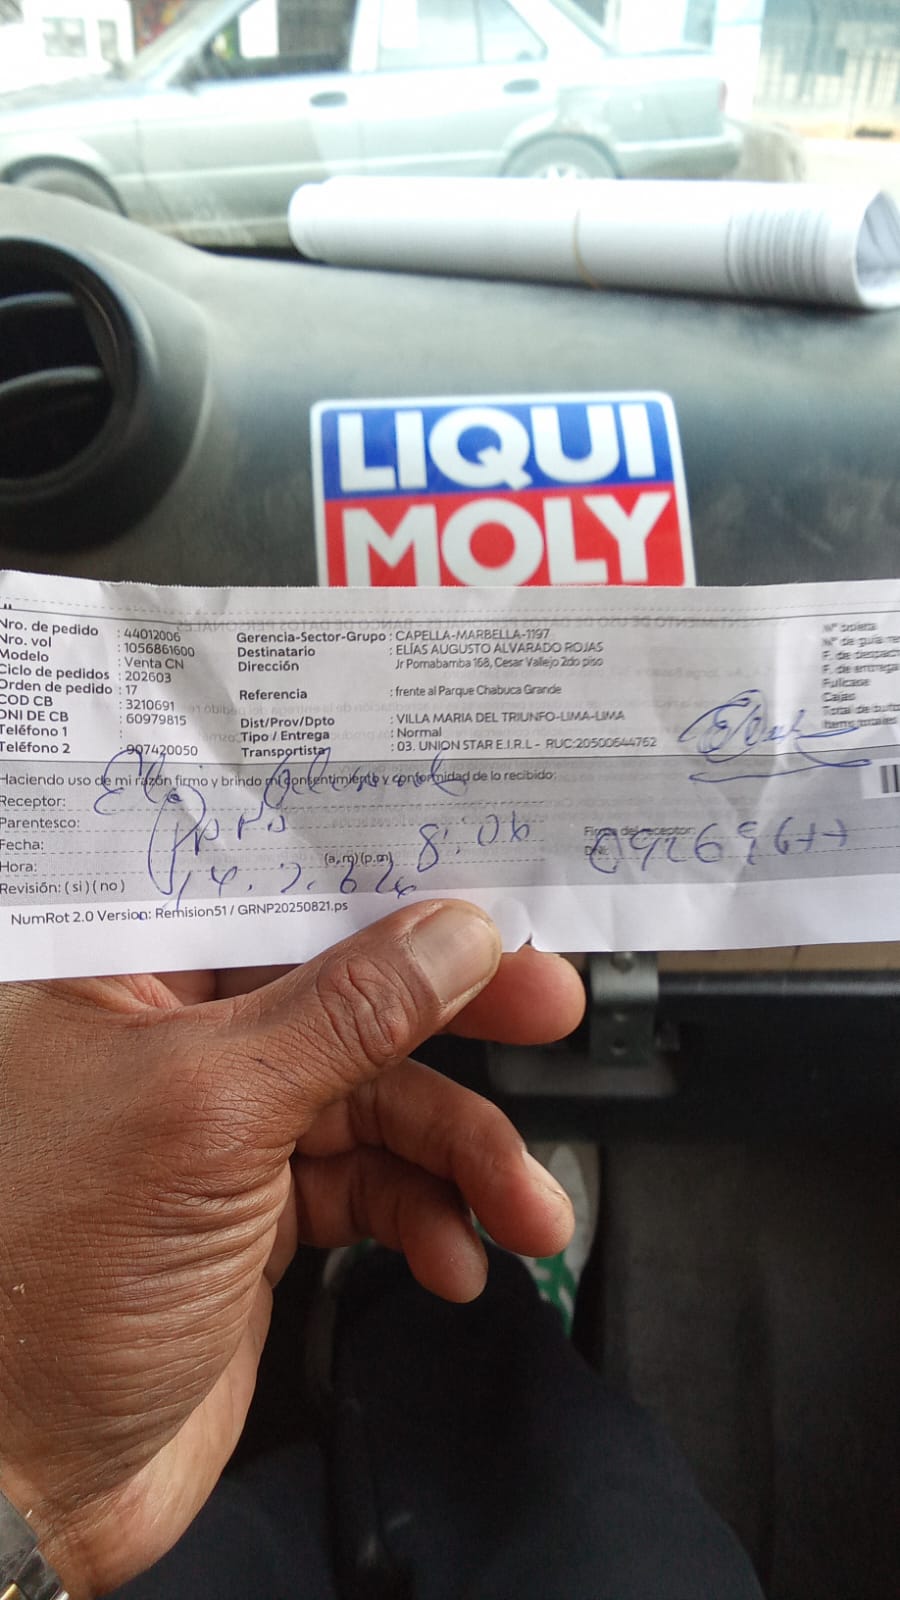 LIQUI
MOLY
Nro. de pedido : 44012006
Nro. vol : 1056861600
Modelo : Venta CN
Ciclo de pedidos : 202603
Orden de pedido : 17
COD CB : 3210691
DNI DE CB : 60979815
Teléfono 1 :
Teléfono 2 : 907420050
Gerencia-Sector-Grupo : CAPELLA-MARBELLA-1197
Destinatario : ELÍAS AUGUSTO ALVARADO ROJAS
Dirección Jr Pomabamba 168, Cesar Vallejo 2do piso
Referencia : frente al Parque Chabuca Grande
Dist/Prov/Dpto : VILLA MARIA DEL TRIUNFO-LIMA-LIMA
Tipo / Entrega : Normal
Transportista : 03. UNION STAR E.I.R.L - RUC:20500644762
Haciendo uso de mi razón firmo y brindo mi consentimiento y conformidad de lo recibido:
Receptor:
Parentesco:
Fecha:
Hora: (a.m) (p.m) 8:06
Revisión: ( si ) ( no )
Firma del receptor:
DNI:
NumRot 2.0 Version: Remision51 / GRNP20250821.ps